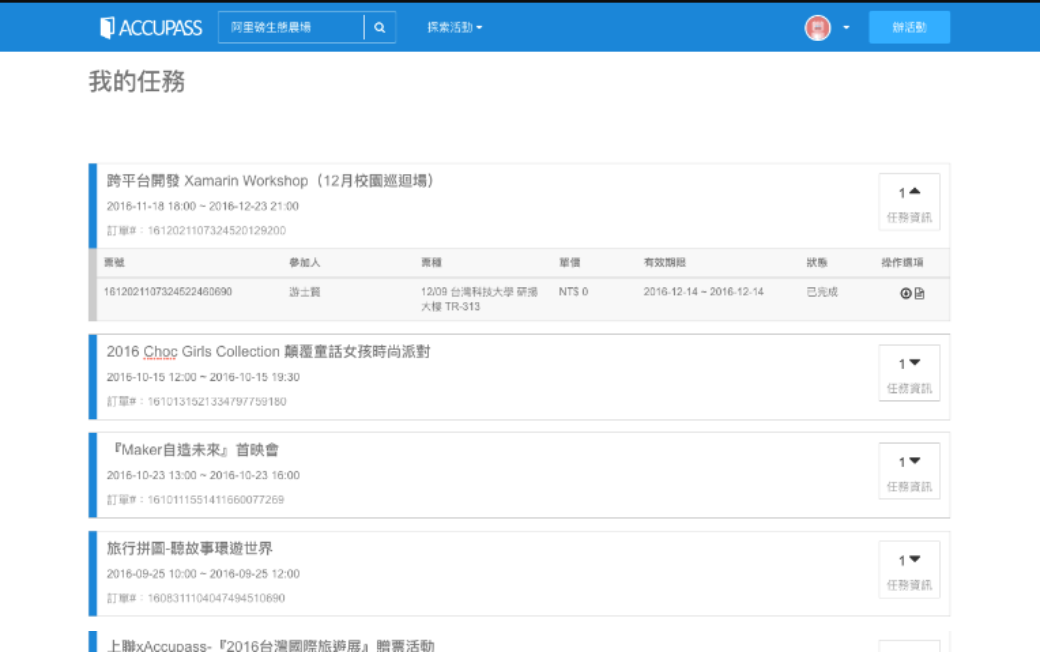 ACCUPASS 阿里磅生態農場 探索活動 辦活動
我的任務
跨平台開發 Xamarin Workshop（12月校園巡迴場）
2016-11-18 18:00 ~ 2016-12-23 21:00
訂單#：1612021107324520129200
1
任務資訊
票號 參加人 票種 單價 有效期限 狀態 操作選項
1612021107324522460690 游士賢 12/09 台灣科技大學 研揚 NT$ 0 2016-12-14 ~ 2016-12-14 已完成
大樓 TR-313
2016 Choc Girls Collection 顛覆童話女孩時尚派對
2016-10-15 12:00 ~ 2016-10-15 19:30
訂單#：1610131521334797759180
1
任務資訊
『Maker自造未來』首映會
2016-10-23 13:00 ~ 2016-10-23 16:00
訂單#：1610111551411660077269
1
任務資訊
旅行拼圖-聽故事環遊世界
2016-09-25 10:00 ~ 2016-09-25 12:00
訂單#：1608311104047494510690
1
任務資訊
上聯xAccupass-『2016台灣國際旅遊展』贈票活動